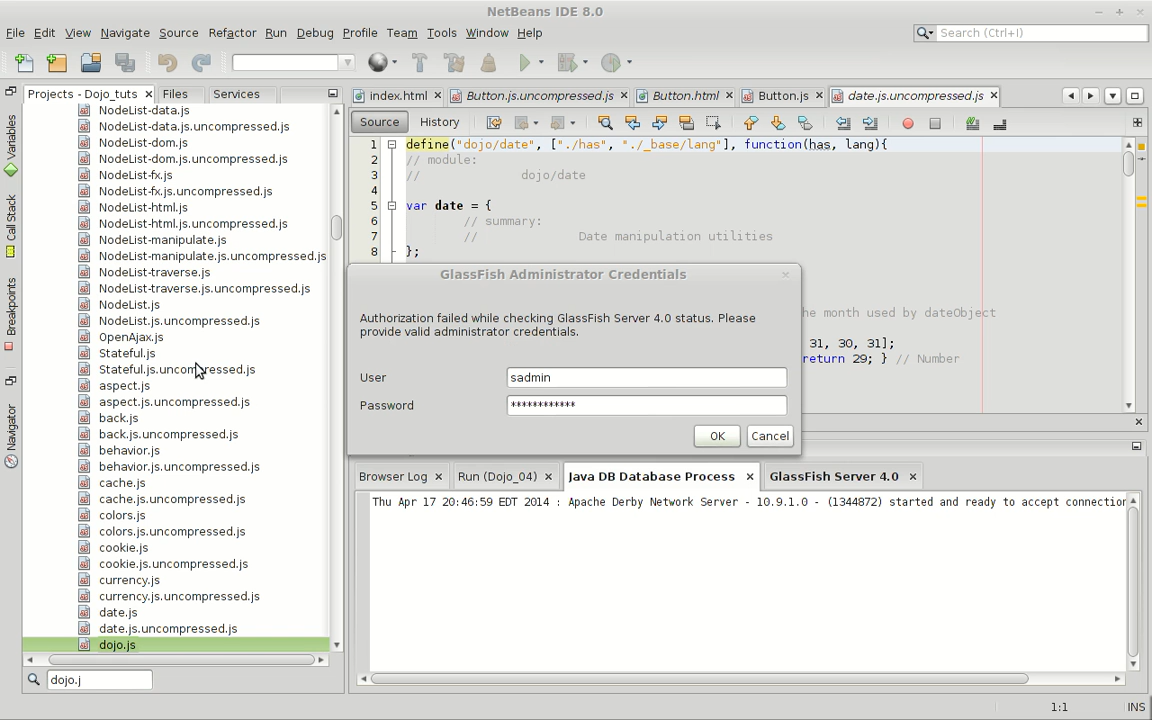 NetBeans IDE 8.0
File Edit View Navigate Source Refactor Run Debug Profile Team Tools Window Help
Search (Ctrl+I)
Projects - Dojo_tuts
Files
Services
index.html
Button.js.uncompressed.js
Button.html
Button.js
date.js.uncompressed.js
Variables
Call Stack
Breakpoints
Navigator
NodeList-data.js
NodeList-data.js.uncompressed.js
NodeList-dom.js
NodeList-dom.js.uncompressed.js
NodeList-fx.js
NodeList-fx.js.uncompressed.js
NodeList-html.js
NodeList-html.js.uncompressed.js
NodeList-manipulate.js
NodeList-manipulate.js.uncompressed.js
NodeList-traverse.js
NodeList-traverse.js.uncompressed.js
NodeList.js
NodeList.js.uncompressed.js
OpenAjax.js
Stateful.js
Stateful.js.uncompressed.js
aspect.js
aspect.js.uncompressed.js
back.js
back.js.uncompressed.js
behavior.js
behavior.js.uncompressed.js
cache.js
cache.js.uncompressed.js
colors.js
colors.js.uncompressed.js
cookie.js
cookie.js.uncompressed.js
currency.js
currency.js.uncompressed.js
date.js
date.js.uncompressed.js
dojo.js
dojo.j
Source
History
1 define("dojo/date", ["./has", "./_base/lang"], function(has, lang){
2 // module:
3 // dojo/date
4
5 var date = {
6 // summary:
7 // Date manipulation utilities
8 };
he month used by dateObject
31, 30, 31];
return 29; } // Number
GlassFish Administrator Credentials
Authorization failed while checking GlassFish Server 4.0 status. Please
provide valid administrator credentials.
User
sadmin
Password
************
OK
Cancel
Browser Log
Run (Dojo_04)
Java DB Database Process
GlassFish Server 4.0
Thu Apr 17 20:46:59 EDT 2014 : Apache Derby Network Server - 10.9.1.0 - (1344872) started and ready to accept connection
1:1
INS